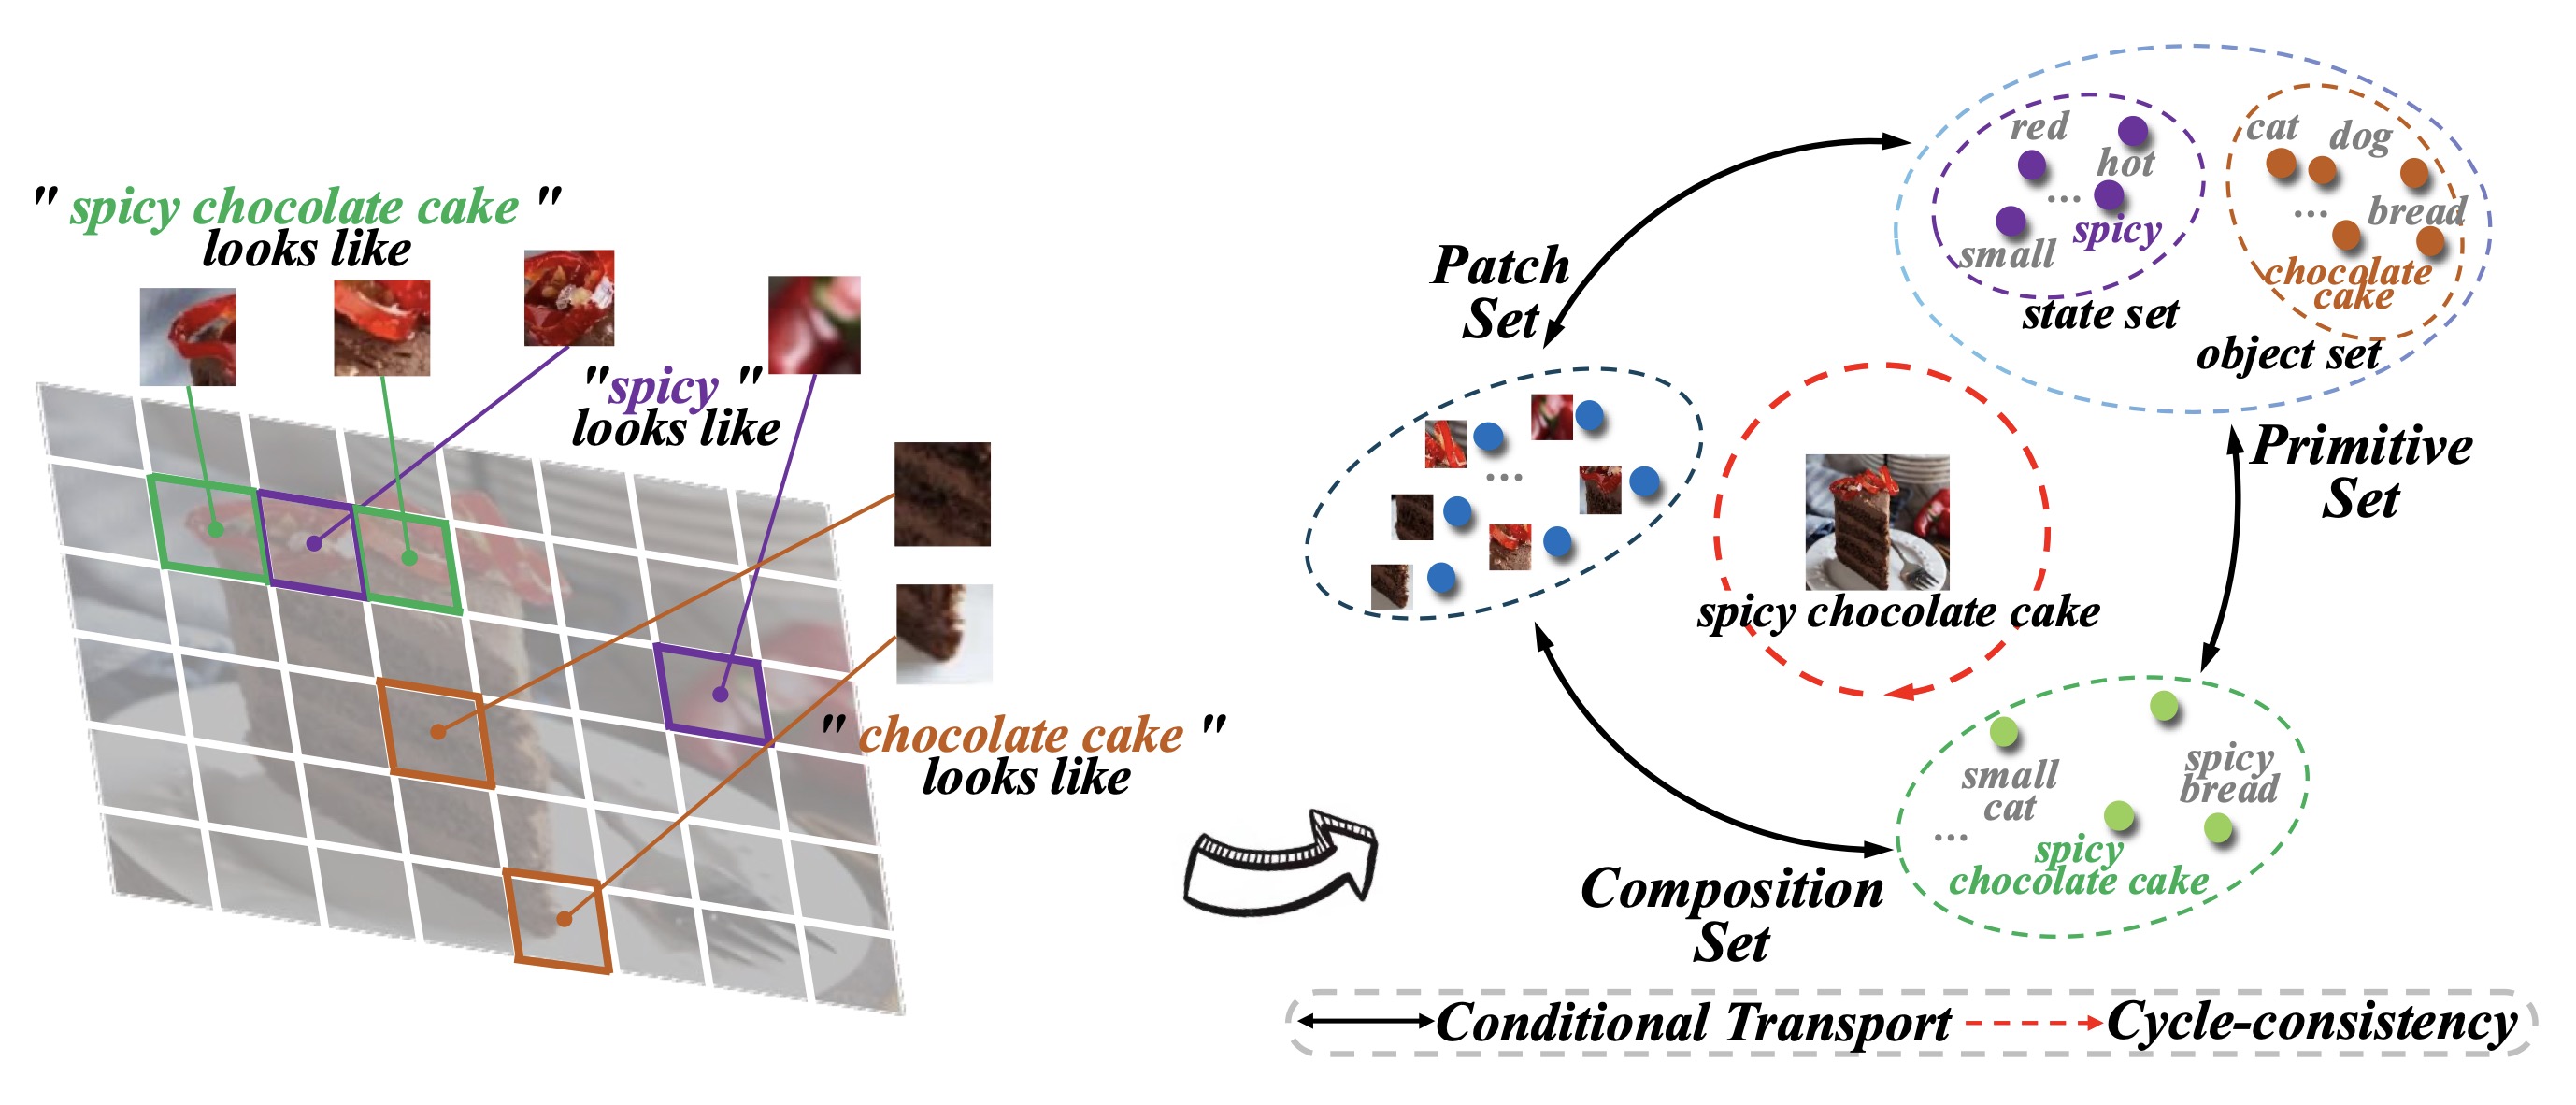 " spicy chocolate cake "
looks like
"spicy "
looks like
" chocolate cake "
looks like
Patch
Set
red
hot
...
spicy
small
state set
cat
dog
...
bread
chocolate
cake
object set
Primitive
Set
...
spicy chocolate cake
small
cat
spicy
bread
...
spicy
chocolate cake
Composition
Set
Conditional Transport
Cycle-consistency